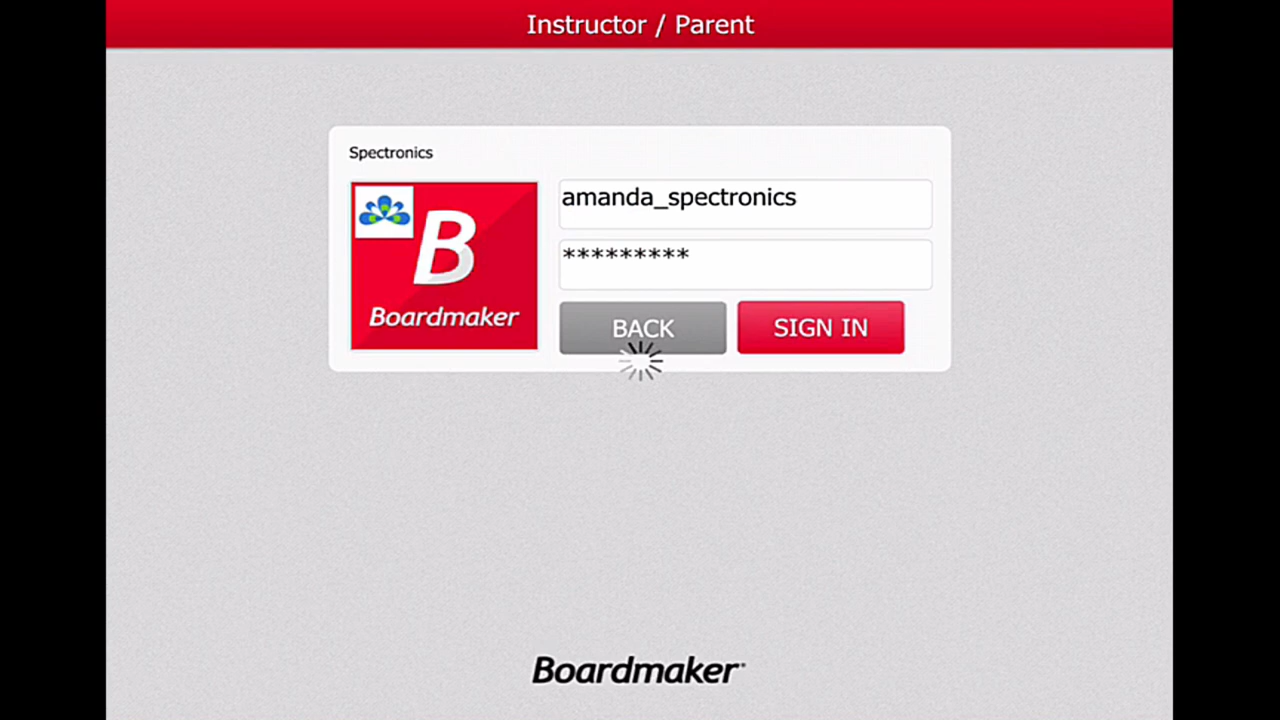 Instructor / Parent
Spectronics
amanda_spectronics
*********
B
Boardmaker
BACK
SIGN IN
Boardmaker